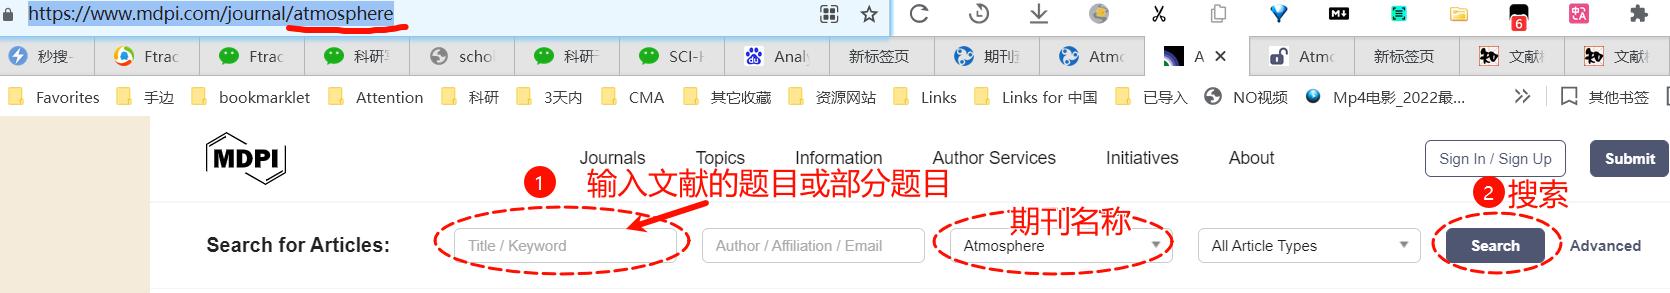 https://www.mdpi.com/journal/atmosphere
6
秒搜- Ftrac Ftrac 科研 schol 科研 SCI-H Analy 新标签页 期刊 Atmo A Atmo 新标签页 文献 文献
Favorites 手边 bookmarklet Attention 科研 3天内 CMA 其它收藏 资源网站 Links Links for 中国 已导入 NO视频 Mp4电影_2022最... 其他书签
MDPI Journals Topics Information Author Services Initiatives About Sign In / Sign Up Submit
1 输入文献的题目或部分题目 2 搜索
期刊名称
Search for Articles: Title / Keyword Author / Affiliation / Email Atmosphere All Article Types Search Advanced